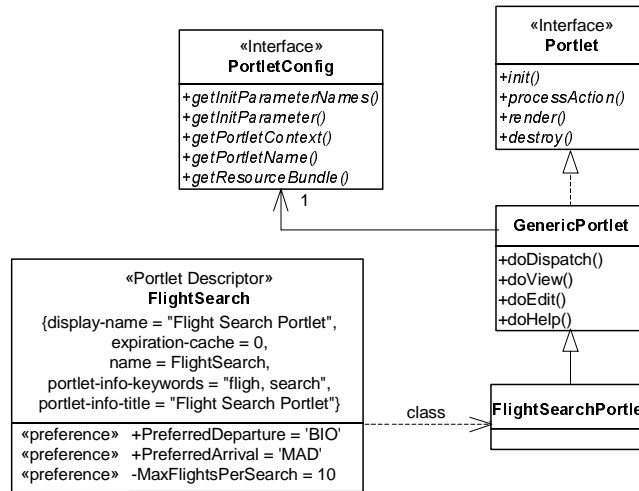 «Interface»
PortletConfig
+getInitParameterNames()
+getInitParameter()
+getPortletContext()
+getPortletName()
+getResourceBundle()
1
«Interface»
Portlet
+init()
+processAction()
+render()
+destroy()
GenericPortlet
+doDispatch()
+doView()
+doEdit()
+doHelp()
«Portlet Descriptor»
FlightSearch
{display-name = "Flight Search Portlet",
expiration-cache = 0,
name = FlightSearch,
portlet-info-keywords = "fligh, search",
portlet-info-title = "Flight Search Portlet"}
«preference» +PreferredDeparture = 'BIO'
«preference» +PreferredArrival = 'MAD'
«preference» -MaxFlightsPerSearch = 10
class
FlightSearchPortlet